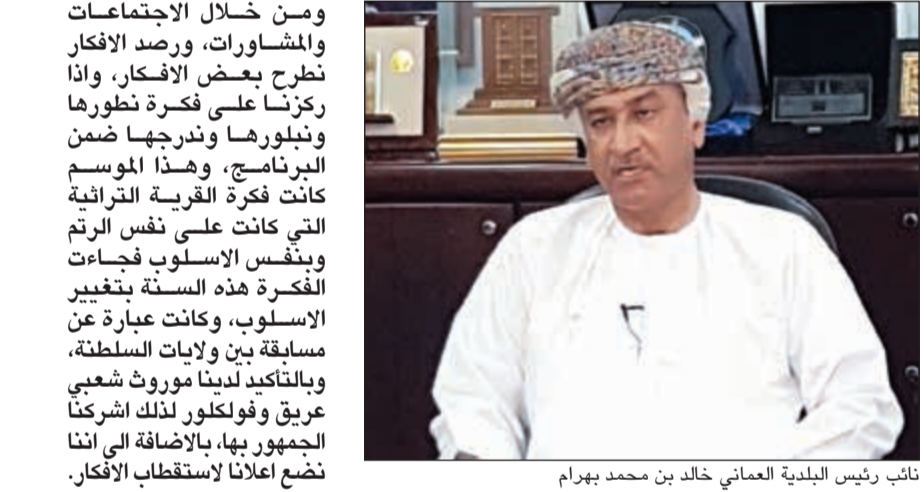 ومن خلال الاجتماعات
والمشاورات، ورصد الافكار
نطرح بعض الافكار، واذا
ركزنا على فكرة نطورها
ونبلورها وندرجها ضمن
البرنامج، وهذا الموسم
كانت فكرة القرية التراثية
التي كانت على نفس الرتم
وبنفس الاسلوب فجاءت
الفكرة هذه السنة بتغيير
الاسلوب، وكانت عبارة عن
مسابقة بين ولايات السلطنة،
وبالتأكيد لدينا موروث شعبي
عريق وفولكلور لذلك اشركنا
الجمهور بها، بالاضافة الى اننا
نضع اعلانا لاستقطاب الافكار.
نائب رئيس البلدية العماني خالد بن محمد بهرام